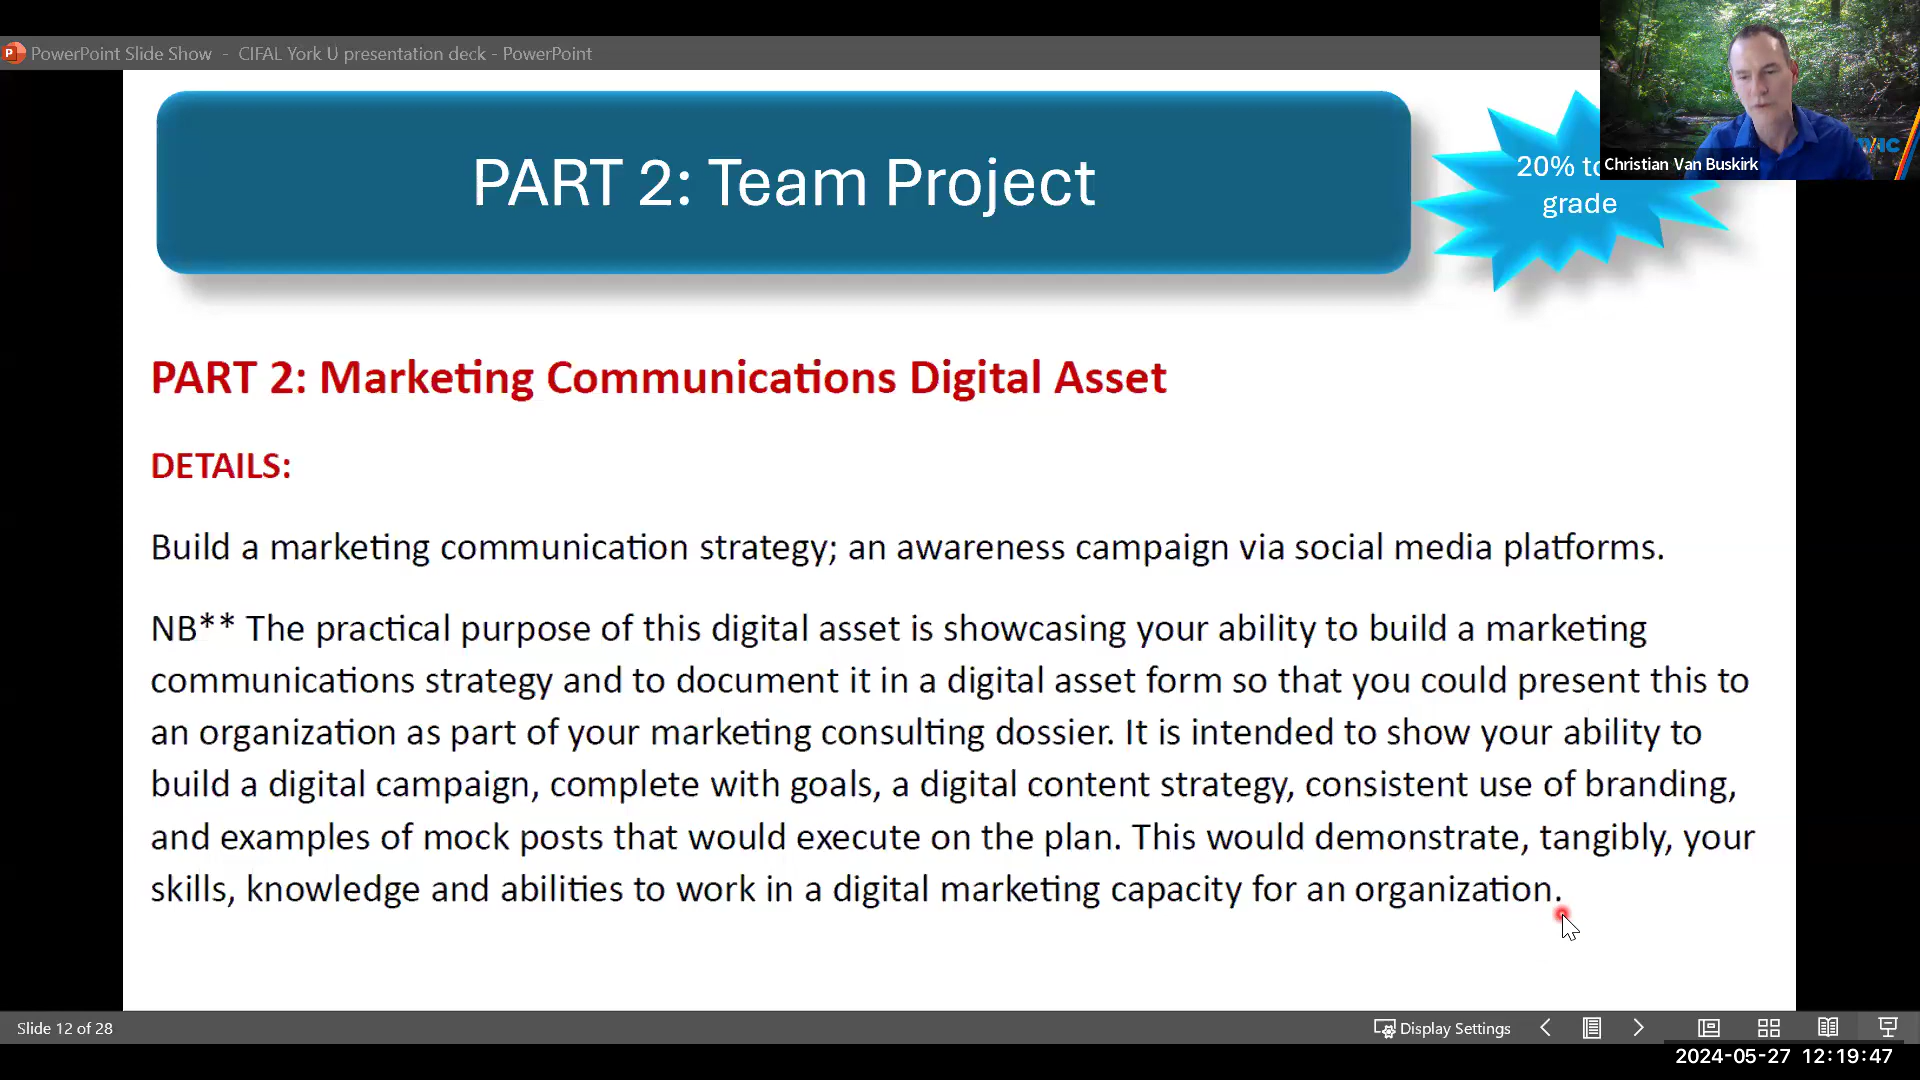 PowerPoint Slide Show - CIFAL York U presentation deck - PowerPoint
PART 2: Team Project
20%
grade
Christian Van Buskirk
PART 2: Marketing Communications Digital Asset
DETAILS:
Build a marketing communication strategy; an awareness campaign via social media platforms.
NB** The practical purpose of this digital asset is showcasing your ability to build a marketing
communications strategy and to document it in a digital asset form so that you could present this to
an organization as part of your marketing consulting dossier. It is intended to show your ability to
build a digital campaign, complete with goals, a digital content strategy, consistent use of branding,
and examples of mock posts that would execute on the plan. This would demonstrate, tangibly, your
skills, knowledge and abilities to work in a digital marketing capacity for an organization.
Slide 12 of 28
Display Settings
2024-05-27 12:19:47